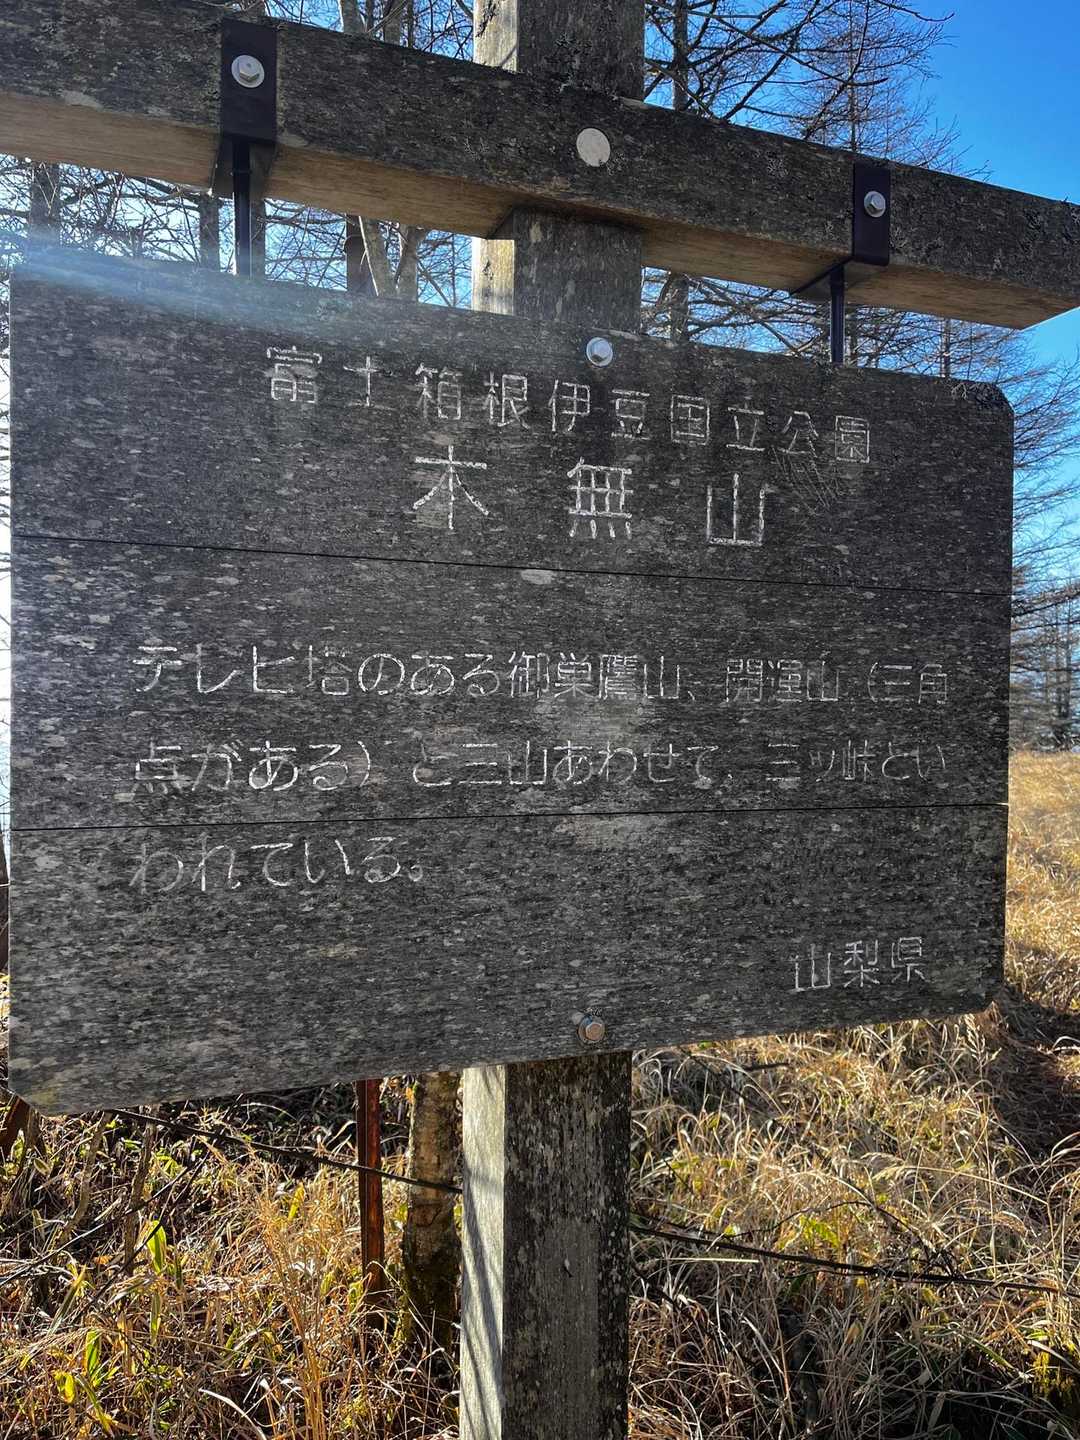 富士箱根伊豆国立公園
木無山
テレビ塔のある御巣鷹山、開運山(三角
点がある)と三山あわせて、三ッ峠とい
われている。
山梨県